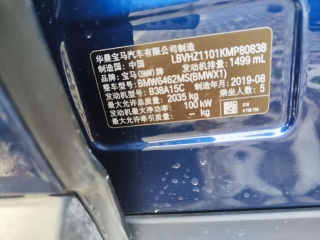 华晨宝马汽车有限公司制造
制造国：中国 LBVHZ1101KMP80838
品牌：宝马(BMW)牌 发动机排量：1499 mL
整车型号：BMW6462MS(BMWX1)
发动机型号：B38A15C 制造年月：2019-08
最大允许总质量：2035 kg 乘坐人数：5
发动机最大净功率：100 kW
最大允许牵引质量：-- kg